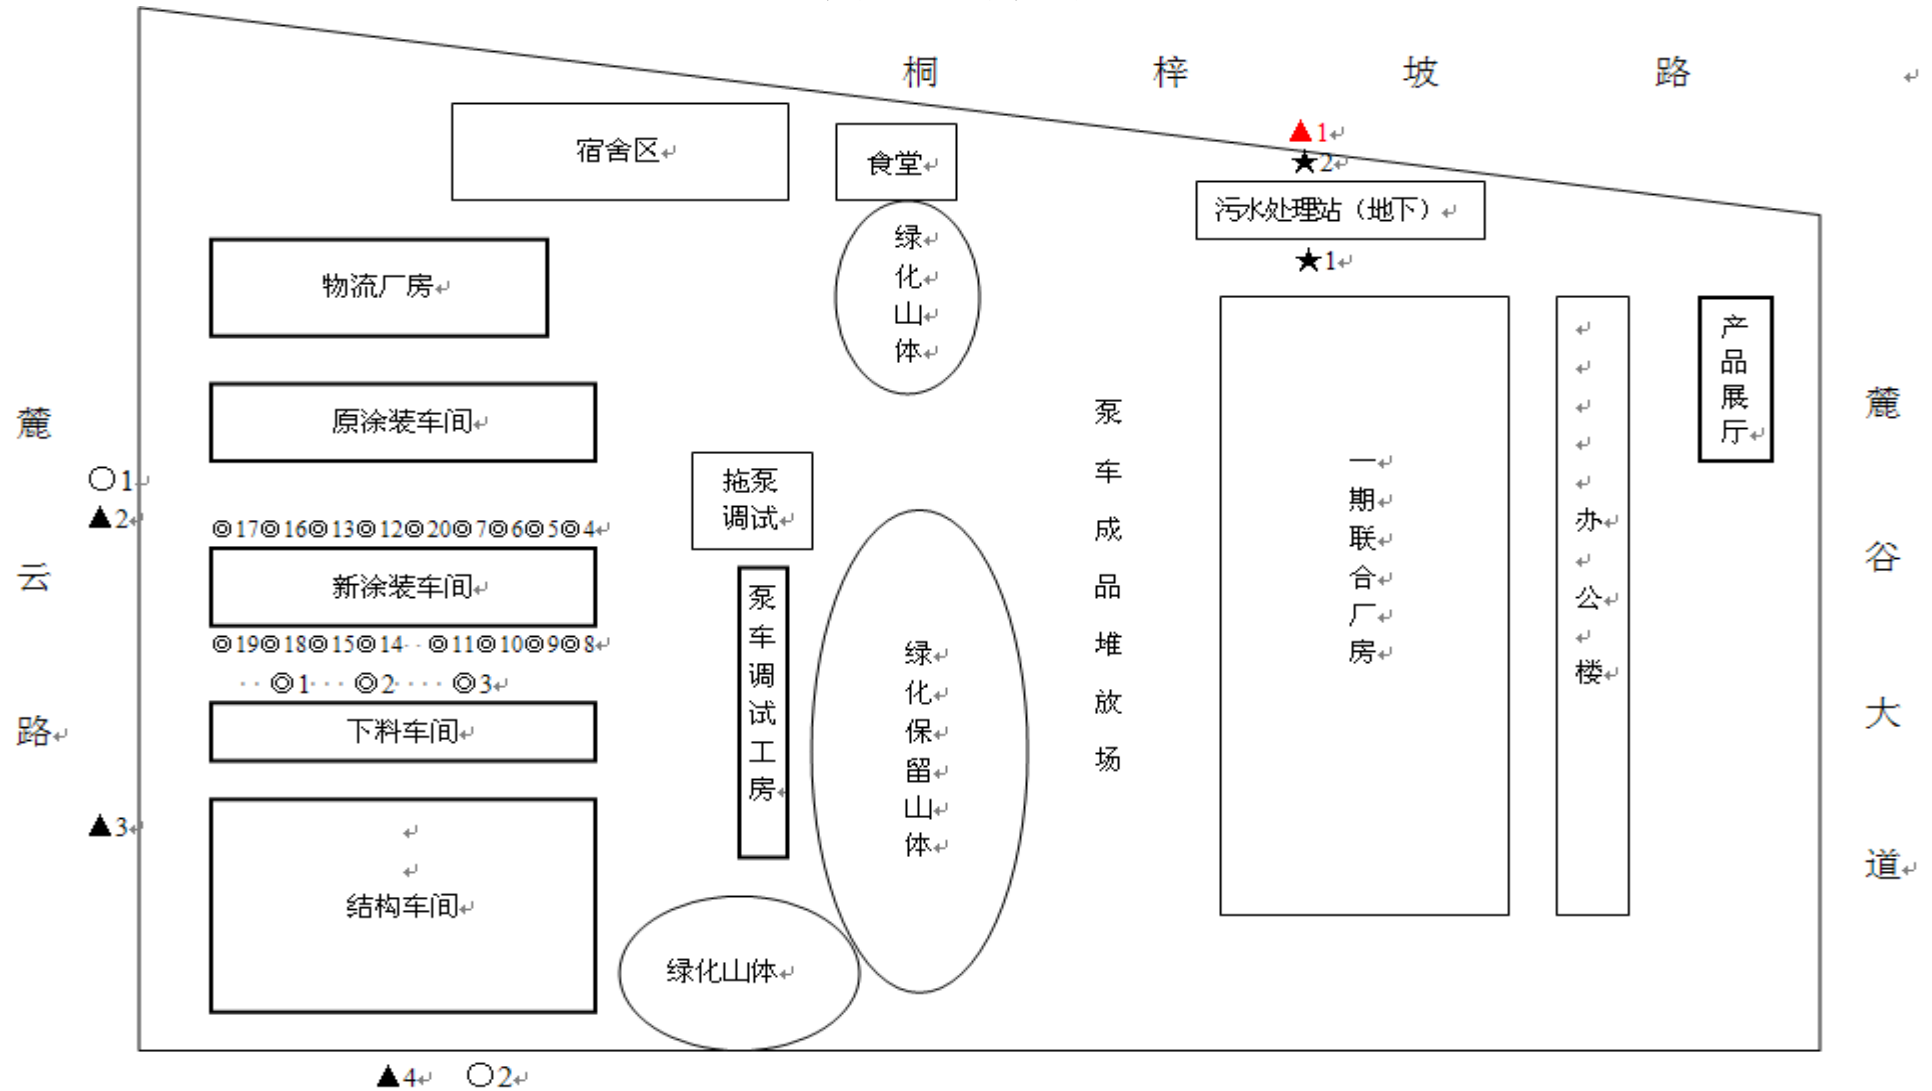 桐 梓 坡 路
▲1
★2
宿舍区
食堂
污水处理站（地下）
★1
绿
化
山
体
物流厂房
产
品
展
厅
原涂装车间
麓
云
路
麓
谷
大
道
泵
车
成
品
堆
放
场
一
期
联
合
厂
房
办
公
楼
拖泵
调试
○1
▲2
◎17◎16◎13◎12◎20◎7◎6◎5◎4
新涂装车间
◎19◎18◎15◎14··◎11◎10◎9◎8
··◎1···◎2····◎3
下料车间
泵
车
调
试
工
房
绿
化
保
留
山
体
▲3
结构车间
绿化山体
▲4 ○2